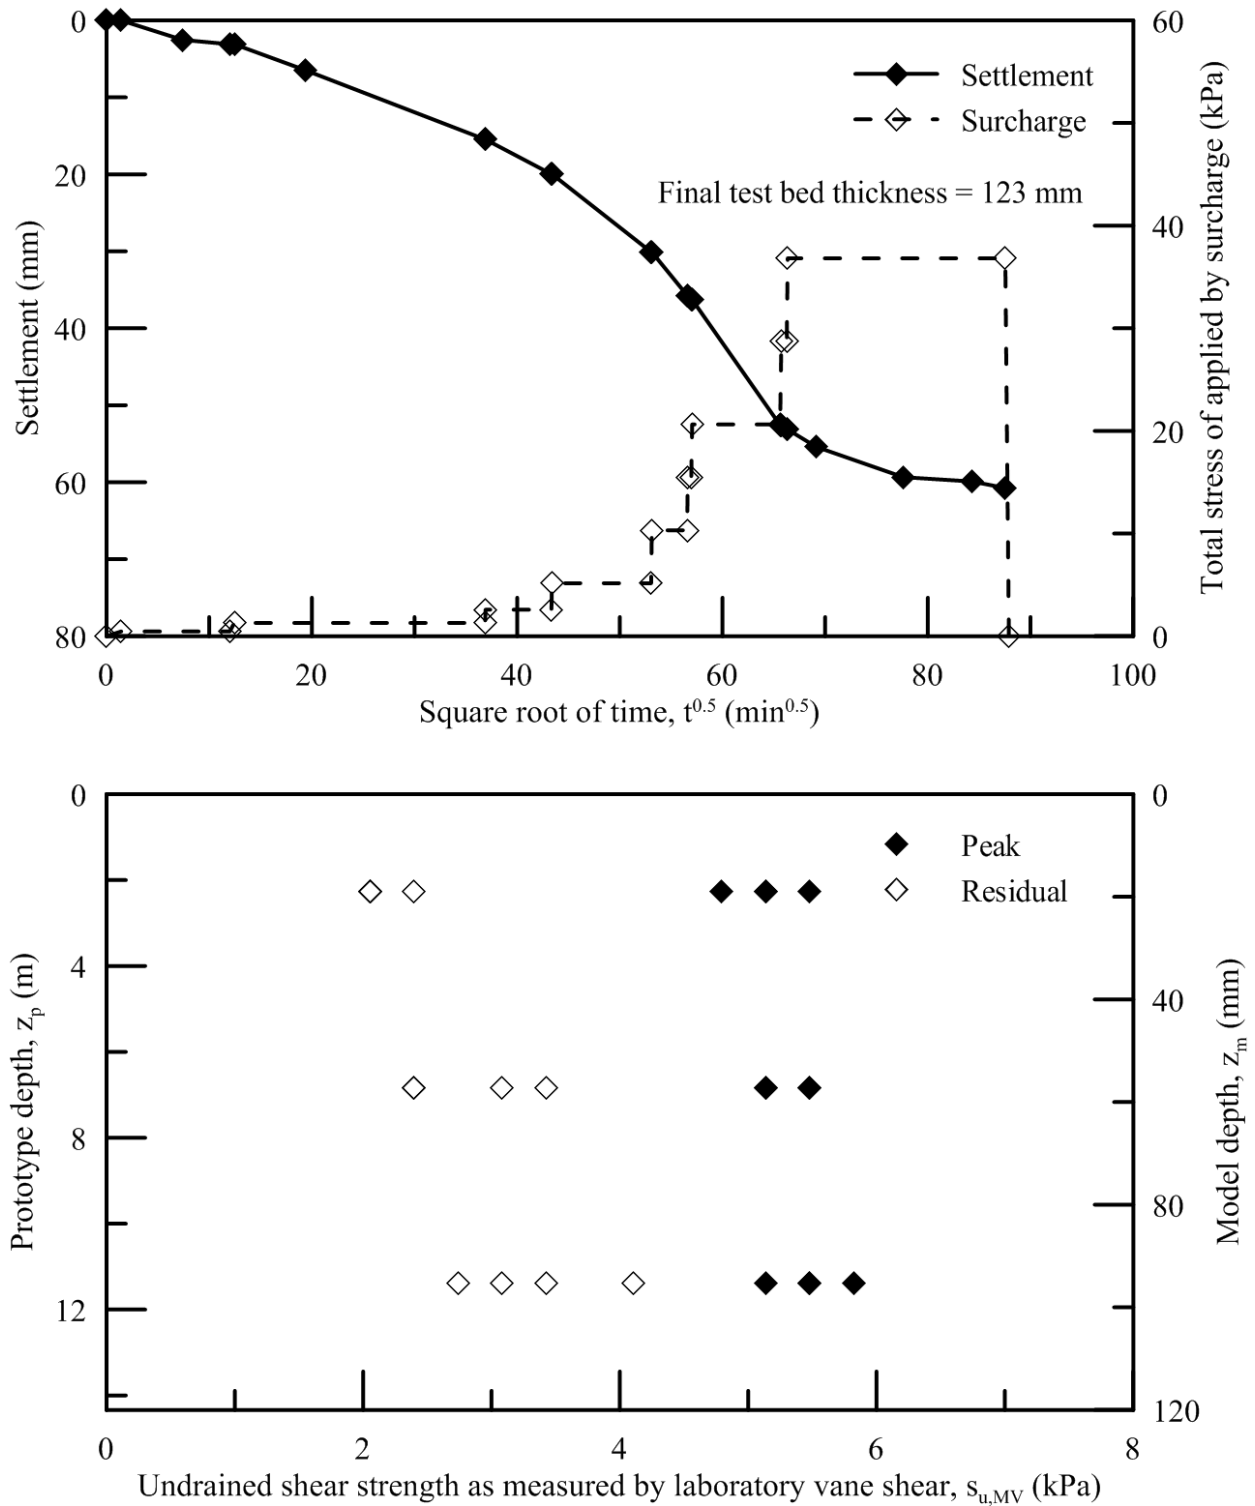 0
20
40
60
80
Settlement (mm)
60
40
20
0
Total stress of applied by surcharge (kPa)
Settlement
Surcharge
Final test bed thickness = 123 mm
0 20 40 60 80 100
Square root of time, t^0.5 (min^0.5)
0
4
8
12
Prototype depth, z_p (m)
0
40
80
120
Model depth, z_m (mm)
Peak
Residual
0 2 4 6 8
Undrained shear strength as measured by laboratory vane shear, s_u,MV (kPa)